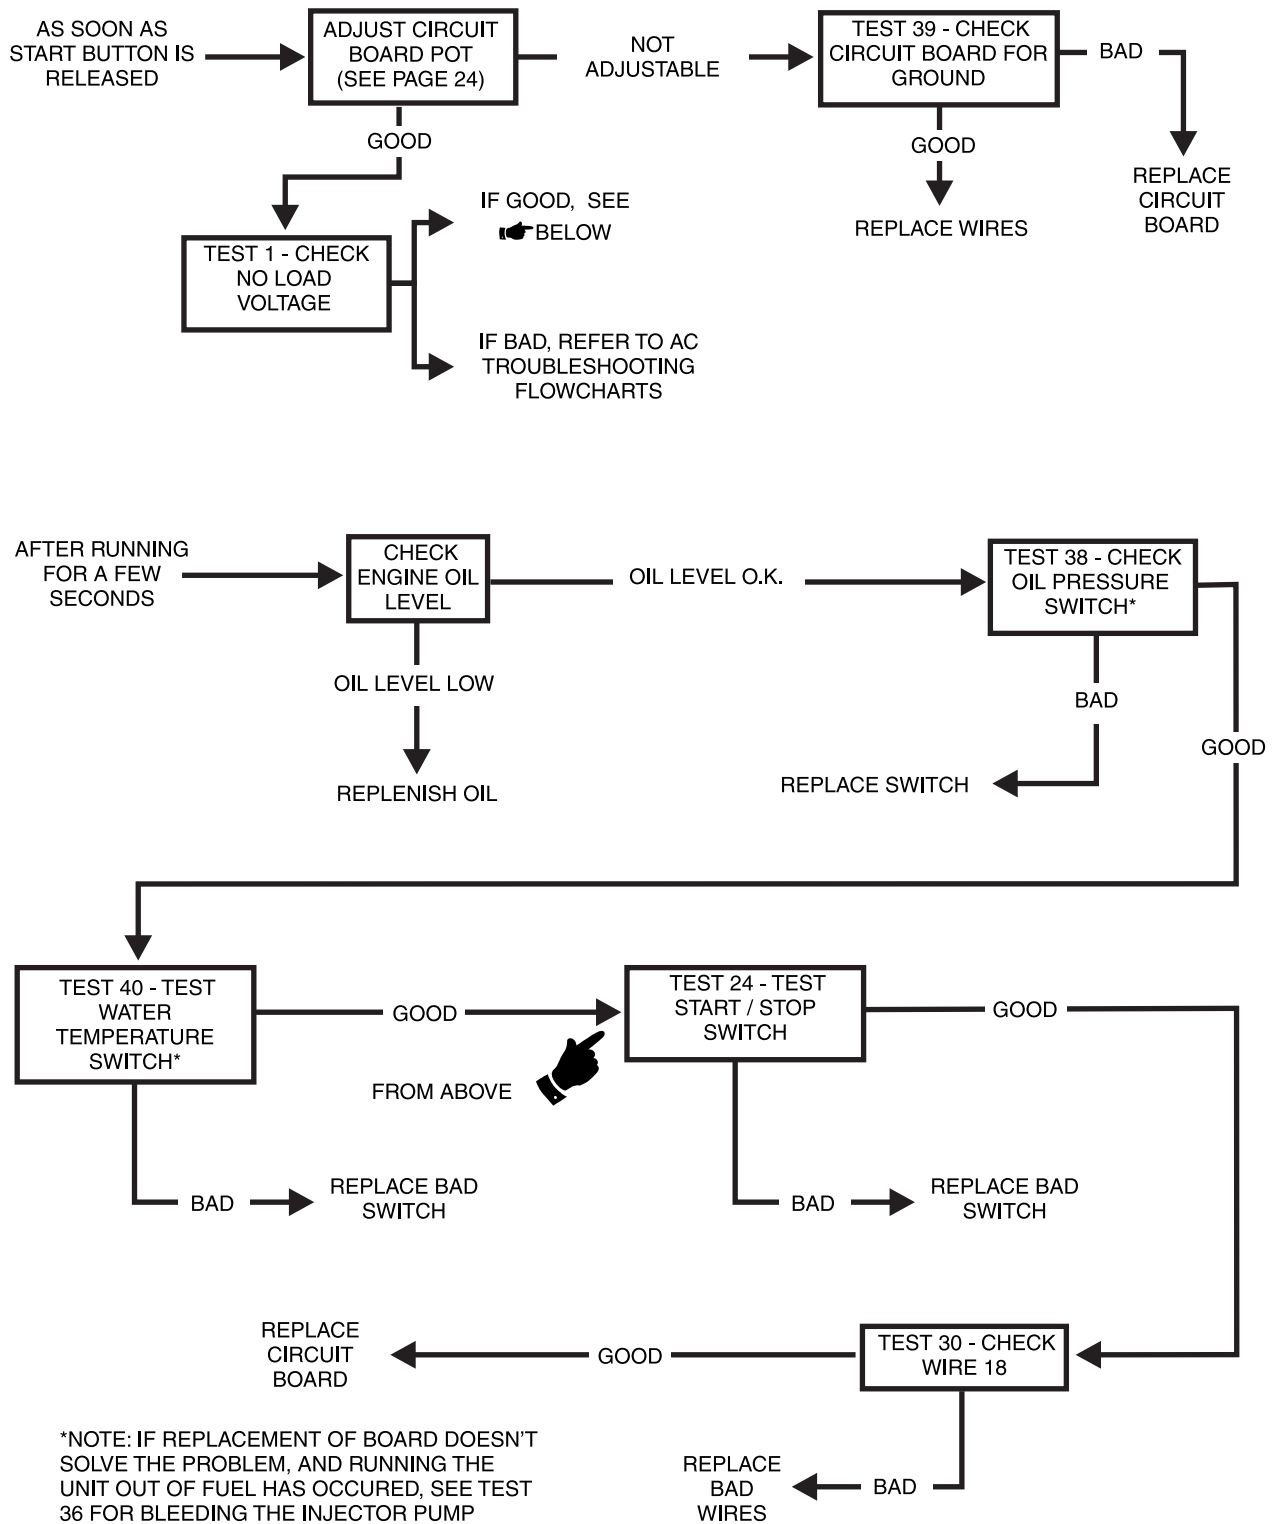 AS SOON AS
START BUTTON IS
RELEASED
ADJUST CIRCUIT
BOARD POT
(SEE PAGE 24)
NOT
ADJUSTABLE
TEST 39 - CHECK
CIRCUIT BOARD FOR
GROUND
BAD
REPLACE
CIRCUIT
BOARD
GOOD
REPLACE WIRES
GOOD
TEST 1 - CHECK
NO LOAD
VOLTAGE
IF GOOD, SEE
BELOW
IF BAD, REFER TO AC
TROUBLESHOOTING
FLOWCHARTS
AFTER RUNNING
FOR A FEW
SECONDS
CHECK
ENGINE OIL
LEVEL
OIL LEVEL O.K.
TEST 38 - CHECK
OIL PRESSURE
SWITCH*
OIL LEVEL LOW
REPLENISH OIL
BAD
REPLACE SWITCH
GOOD
TEST 40 - TEST
WATER
TEMPERATURE
SWITCH*
GOOD
FROM ABOVE
TEST 24 - TEST
START / STOP
SWITCH
GOOD
BAD
REPLACE BAD
SWITCH
BAD
REPLACE BAD
SWITCH
TEST 30 - CHECK
WIRE 18
GOOD
REPLACE
CIRCUIT
BOARD
BAD
REPLACE
BAD
WIRES
*NOTE: IF REPLACEMENT OF BOARD DOESN'T
SOLVE THE PROBLEM, AND RUNNING THE
UNIT OUT OF FUEL HAS OCCURED, SEE TEST
36 FOR BLEEDING THE INJECTOR PUMP